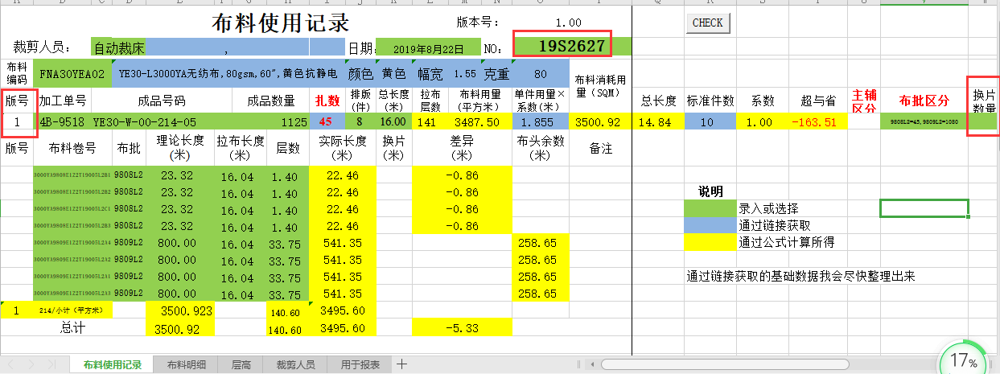 布料使用记录 版本号： 1.00 CHECK
裁剪人员： 自动裁床 , 日期: 2019年8月22日 NO: 19S2627
布料编码 FNA30YEA02 YE30-L3000YA无纺布,80gsm,60″,黄色抗静电 颜色 黄色 幅宽 1.55 克重 80 布料消耗用量（SQM）
版号 加工单号 成品号码 成品数量 扎数 排版(件) 总长度(米) 拉布层数 布料用量(平方米) 单件用量×系数(米) 总长度 标准件数 系数 超与省 主辅区分 布批区分 换片数量
1 4B-9518 YE30-W-00-214-05 1125 45 8 16.00 141 3487.50 1.855 3500.92 14.84 10 1.00 -163.51 9808L2=45,9809L2=1080
版号 布料卷号 布批 理论长度(米) 拉布长度(米) 层数 实际长度(米) 换片(米) 差异(米) 布头余数(米) 备注
3000YA9808E1Z2T19005L2B1 9808L2 23.32 16.04 1.40 22.46 -0.86
3000YA9808E1Z2T19005L2B2 9808L2 23.32 16.04 1.40 22.46 -0.86
3000YA9808E1Z2T19005L2C1 9808L2 23.32 16.04 1.40 22.46 -0.86
3000YA9808E1Z2T19005L2B3 9808L2 23.32 16.04 1.40 22.46 -0.86
3000YA9809E1Z2T19005L2A4 9809L2 800.00 16.04 33.75 541.35 258.65
3000YA9809E1Z2T19005L2A2 9809L2 800.00 16.04 33.75 541.35 258.65
3000YA9809E1Z2T19005L2A1 9809L2 800.00 16.04 33.75 541.35 258.65
3000YA9809E1Z2T19005L2A3 9809L2 800.00 16.04 33.75 541.35 258.65
1 214/小计（平方米） 3500.923 140.60 3495.60
总计 3500.92 140.60 3495.60 -5.33
说明
录入或选择
通过链接获取
通过公式计算所得
通过链接获取的基础数据我会尽快整理出来
17%
布料使用记录 布料明细 层高 裁剪人员 用于报表